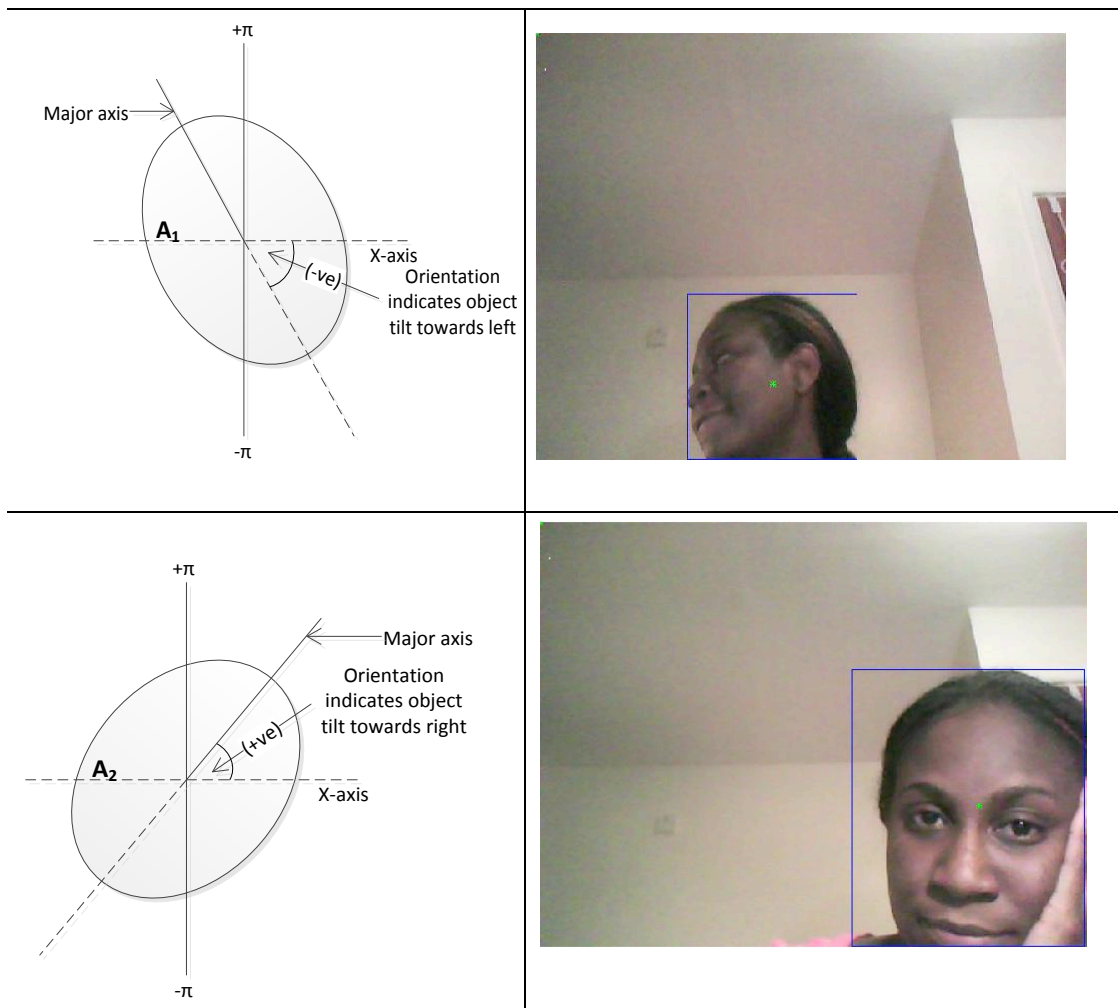 +π
Major axis
A₁
X-axis
(-ve)
Orientation
indicates object
tilt towards left
-π
+π
Major axis
Orientation
indicates object
tilt towards right
(+ve)
A₂
X-axis
-π